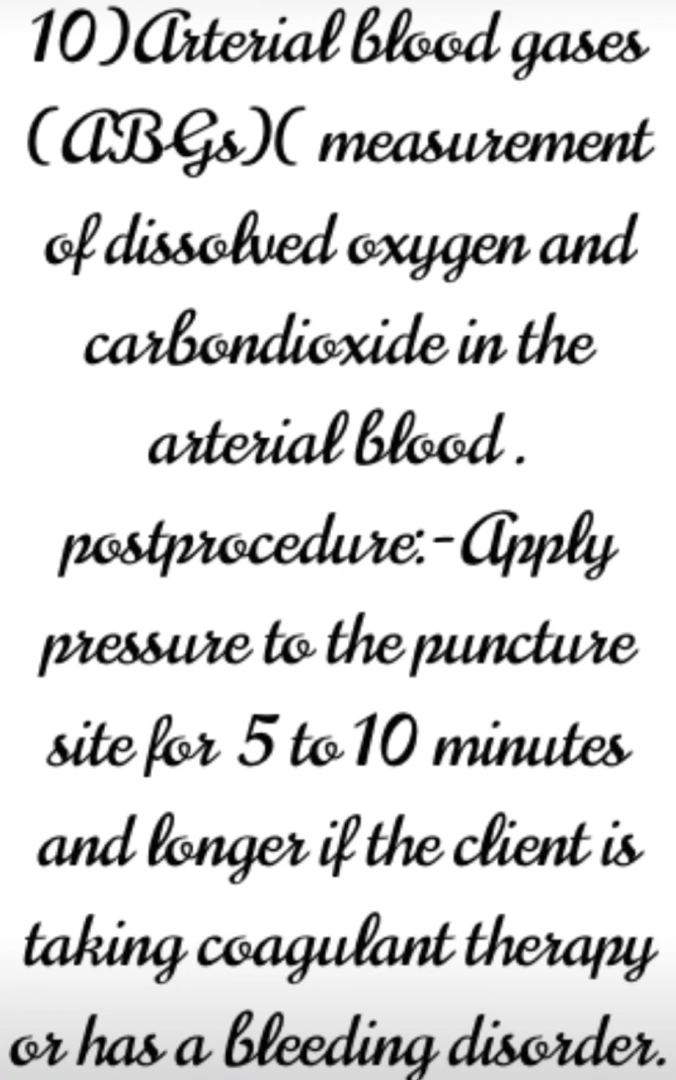 10)Arterial blood gases
(ABGs)( measurement
of dissolved oxygen and
carbondioxide in the
arterial blood .
postprocedure:-Apply
pressure to the puncture
site for 5 to 10 minutes
and longer if the client is
taking coagulant therapy
or has a bleeding disorder.